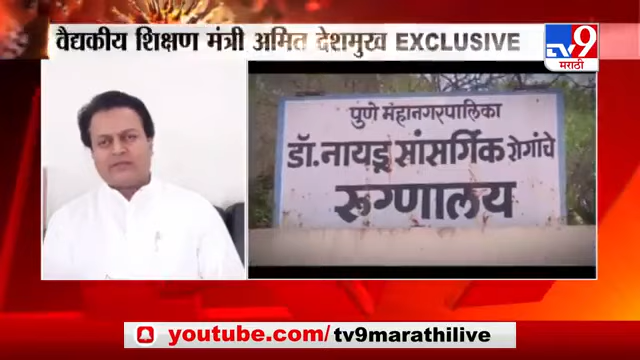 वैद्यकीय शिक्षण मंत्री अमित देशमुख EXCLUSIVE
TV9
मराठी
पुणे महानगरपालिका
डॉ. नायडू सांसर्गिक रोगांचे
रूग्णालय
youtube.com/tv9marathilive